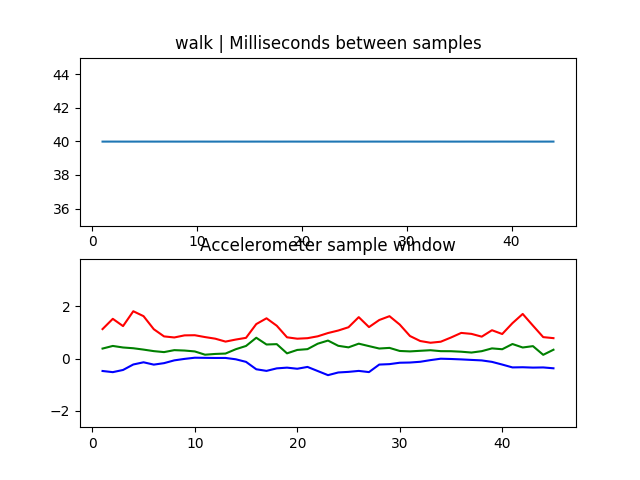 walk | Milliseconds between samples
44
42
40
38
36
0 10 20 30 40
Accelerometer sample window
2
0
−2
0 10 20 30 40